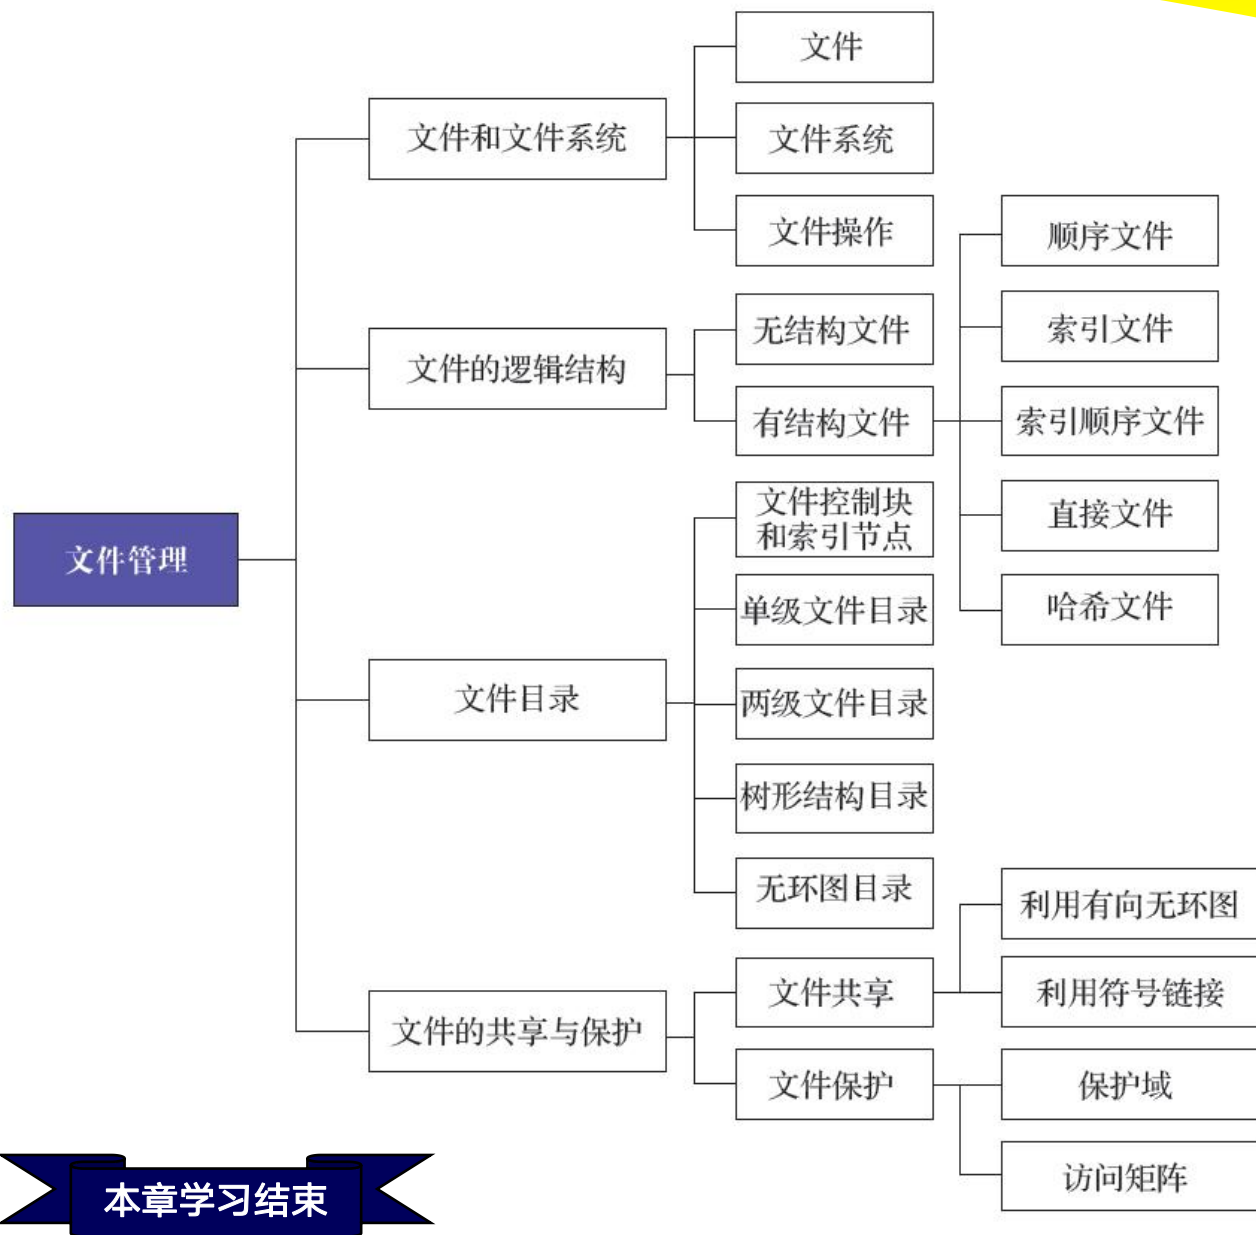 文件管理
文件和文件系统
文件
文件系统
文件操作
文件的逻辑结构
无结构文件
有结构文件
顺序文件
索引文件
索引顺序文件
直接文件
哈希文件
文件目录
文件控制块
和索引节点
单级文件目录
两级文件目录
树形结构目录
无环图目录
文件的共享与保护
文件共享
利用有向无环图
利用符号链接
文件保护
保护域
访问矩阵
本章学习结束